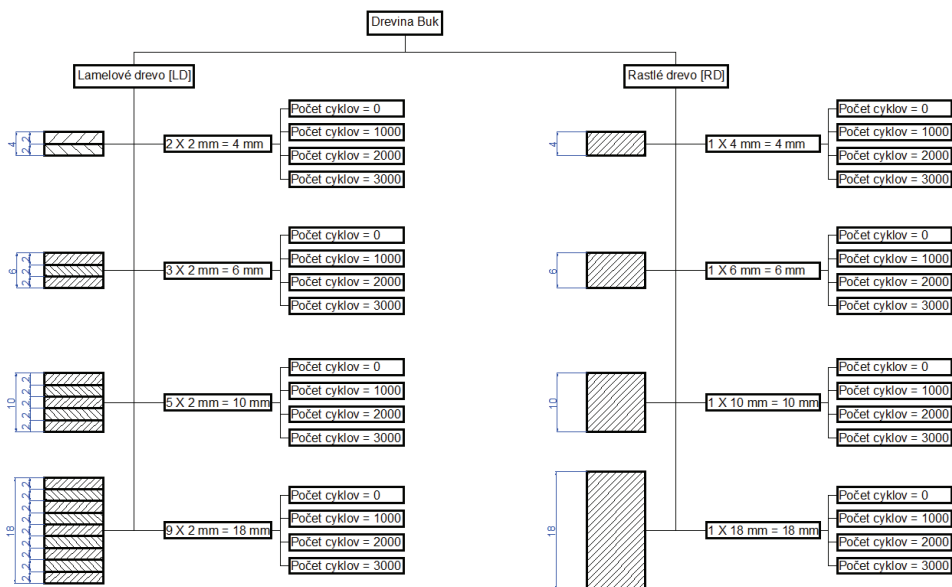 Drevina Buk
Lamelové drevo [LD]
Rastlé drevo [RD]
4
2
2
2 X 2 mm = 4 mm
Počet cyklov = 0
Počet cyklov = 1000
Počet cyklov = 2000
Počet cyklov = 3000
4
1 X 4 mm = 4 mm
Počet cyklov = 0
Počet cyklov = 1000
Počet cyklov = 2000
Počet cyklov = 3000
6
2
2
2
3 X 2 mm = 6 mm
Počet cyklov = 0
Počet cyklov = 1000
Počet cyklov = 2000
Počet cyklov = 3000
6
1 X 6 mm = 6 mm
Počet cyklov = 0
Počet cyklov = 1000
Počet cyklov = 2000
Počet cyklov = 3000
10
2
2
2
2
2
5 X 2 mm = 10 mm
Počet cyklov = 0
Počet cyklov = 1000
Počet cyklov = 2000
Počet cyklov = 3000
10
1 X 10 mm = 10 mm
Počet cyklov = 0
Počet cyklov = 1000
Počet cyklov = 2000
Počet cyklov = 3000
18
2
2
2
2
2
2
2
2
2
9 X 2 mm = 18 mm
Počet cyklov = 0
Počet cyklov = 1000
Počet cyklov = 2000
Počet cyklov = 3000
18
1 X 18 mm = 18 mm
Počet cyklov = 0
Počet cyklov = 1000
Počet cyklov = 2000
Počet cyklov = 3000